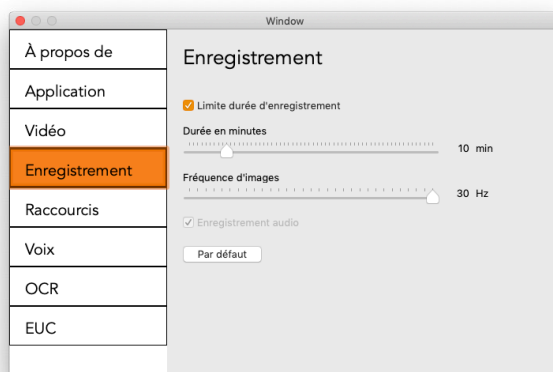 Window
À propos de
Application
Vidéo
Enregistrement
Raccourcis
Voix
OCR
EUC
Enregistrement
Limite durée d'enregistrement
Durée en minutes
10 min
Fréquence d'images
30 Hz
Enregistrement audio
Par défaut